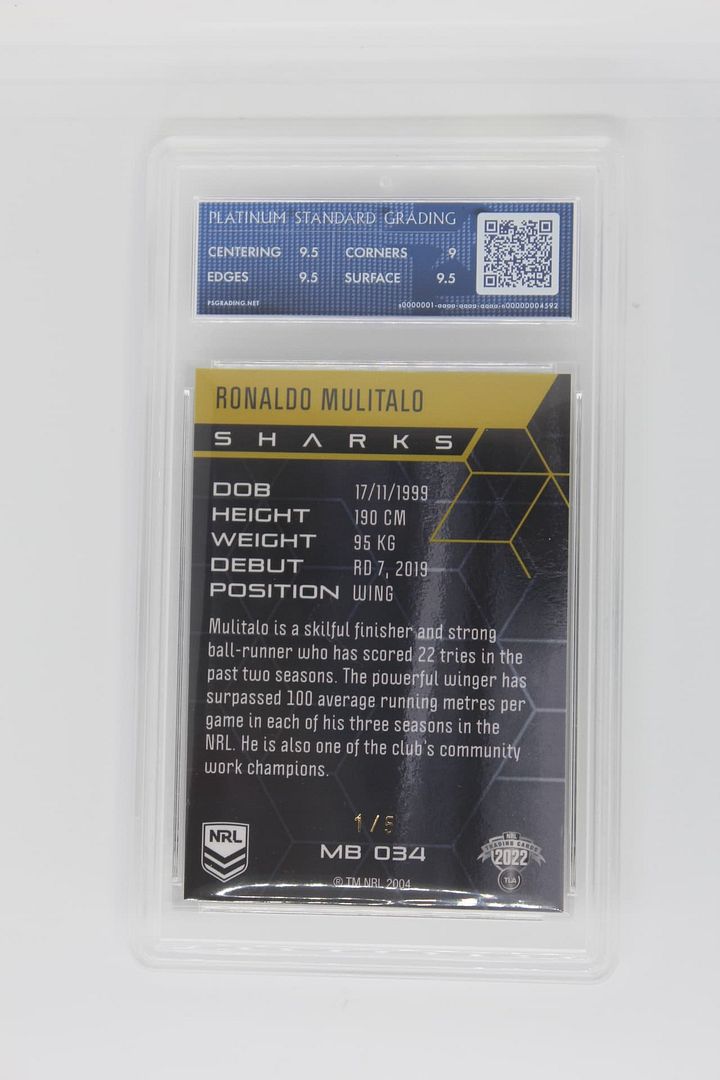 PLATINUM STANDARD GRADING
CENTERING 9.5 CORNERS 9
EDGES 9.5 SURFACE 9.5
PSGRADING.NET
RONALDO MULITALO
SHARKS
DOB 17/11/1999
HEIGHT 190 CM
WEIGHT 95 KG
DEBUT RD 7, 2019
POSITION WING
Mulitalo is a skilful finisher and strong
ball-runner who has scored 22 tries in the
past two seasons. The powerful winger has
surpassed 100 average running metres per
game in each of his three seasons in the
NRL. He is also one of the club's community
work champions.
1/5
MB 034
NRL
NRL
TRADING CARDS
2022
TLA
© TM NRL 2004